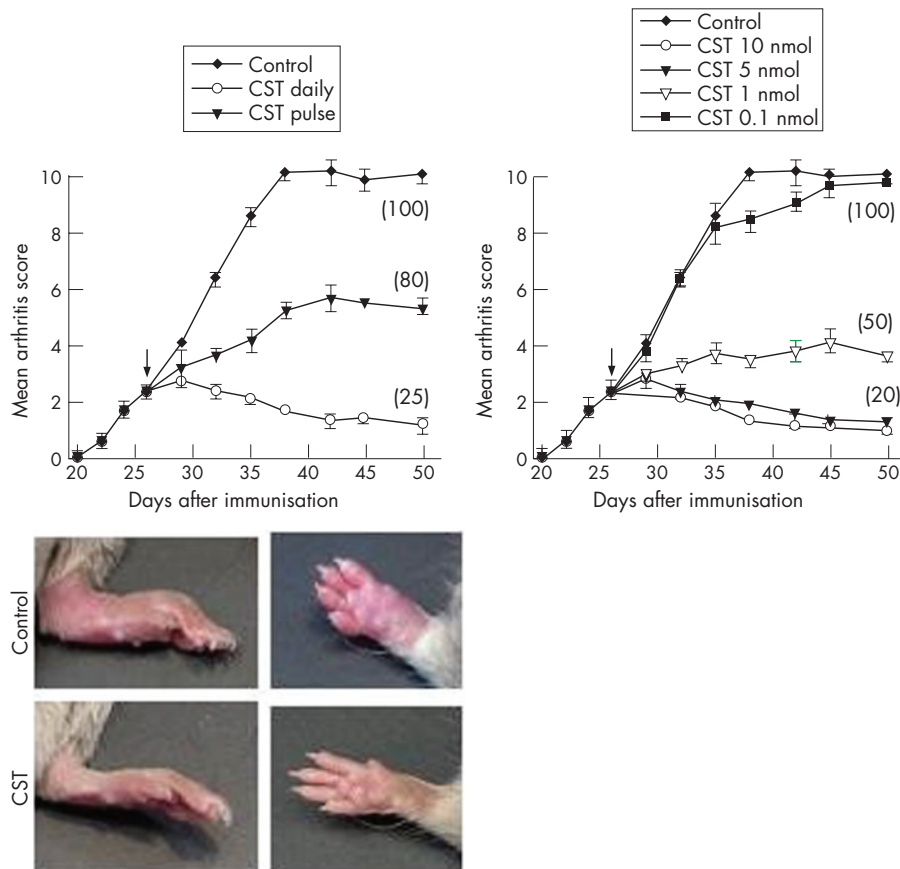 Control
CST daily
CST pulse
10
8
6
4
2
0
Mean arthritis score
(100)
(80)
(25)
20 25 30 35 40 45 50
Days after immunisation
Control
CST 10 nmol
CST 5 nmol
CST 1 nmol
CST 0.1 nmol
10
8
6
4
2
0
Mean arthritis score
(100)
(50)
(20)
20 25 30 35 40 45 50
Days after immunisation
Control
CST